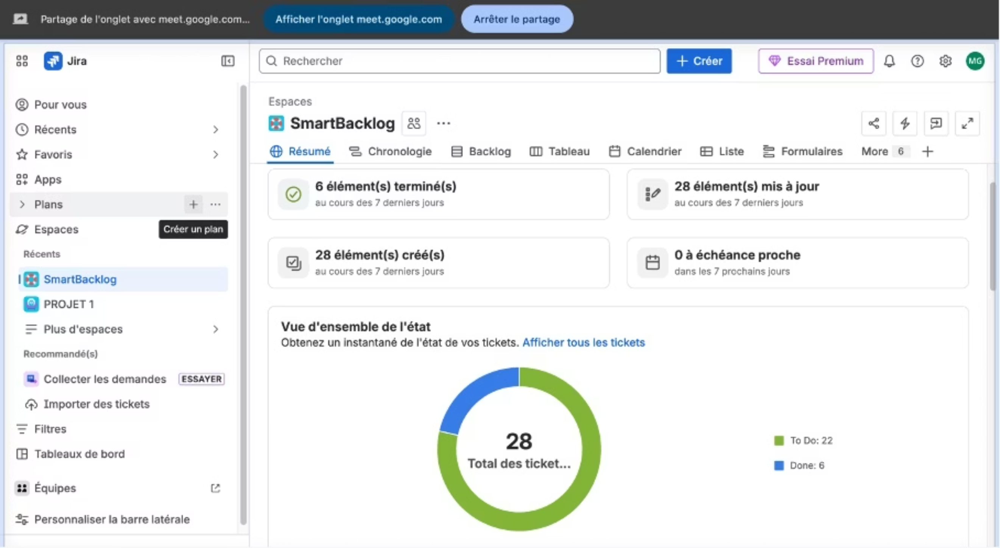 Partage de l'onglet avec meet.google.com...
Afficher l'onglet meet.google.com
Arrêter le partage
Jira
Rechercher
Créer
Essai Premium
MG
Pour vous
Récents
Favoris
Apps
Plans
Espaces
Créer un plan
Récents
SmartBacklog
PROJET 1
Plus d'espaces
Recommandé(s)
Collecter les demandes
ESSAYER
Importer des tickets
Filtres
Tableaux de bord
Équipes
Personnaliser la barre latérale
Espaces
SmartBacklog
Résumé
Chronologie
Backlog
Tableau
Calendrier
Liste
Formulaires
More 6
6 élément(s) terminé(s)
au cours des 7 derniers jours
28 élément(s) mis à jour
au cours des 7 derniers jours
28 élément(s) créé(s)
au cours des 7 derniers jours
0 à échéance proche
dans les 7 prochains jours
Vue d'ensemble de l'état
Obtenez un instantané de l'état de vos tickets. Afficher tous les tickets
28
Total des ticket...
To Do: 22
Done: 6